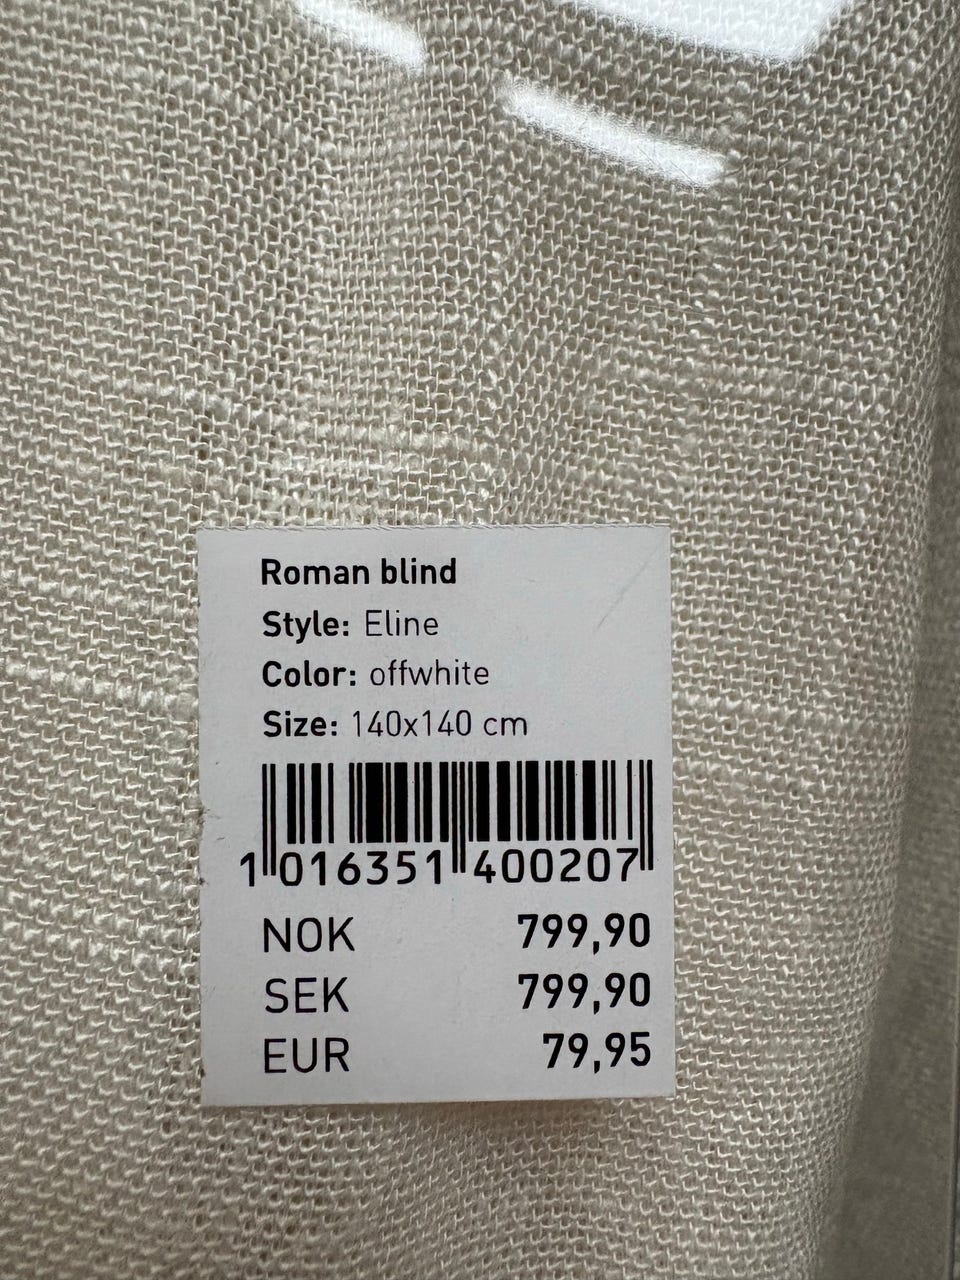 Roman blind
Style: Eline
Color: offwhite
Size: 140x140 cm
1 016351 400207
NOK 799,90
SEK 799,90
EUR 79,95